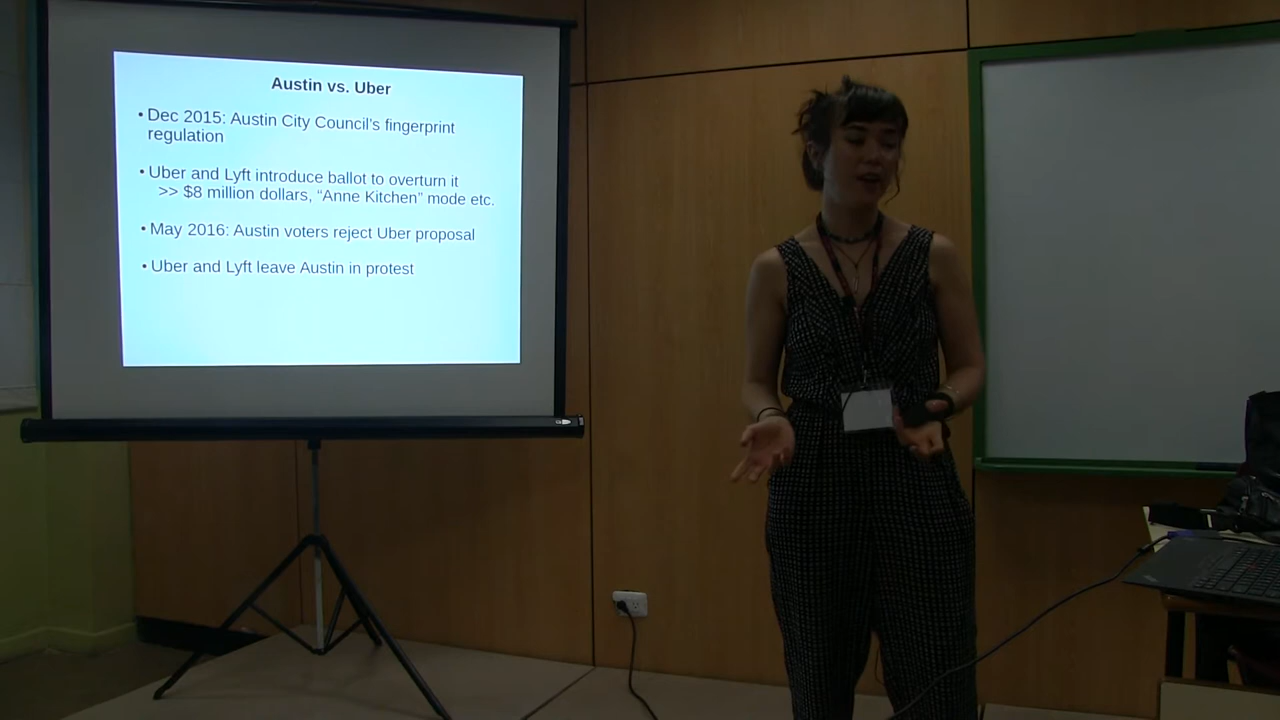 Austin vs. Uber
• Dec 2015: Austin City Council's fingerprint
regulation
• Uber and Lyft introduce ballot to overturn it
>> $8 million dollars, “Anne Kitchen” mode etc.
• May 2016: Austin voters reject Uber proposal
• Uber and Lyft leave Austin in protest